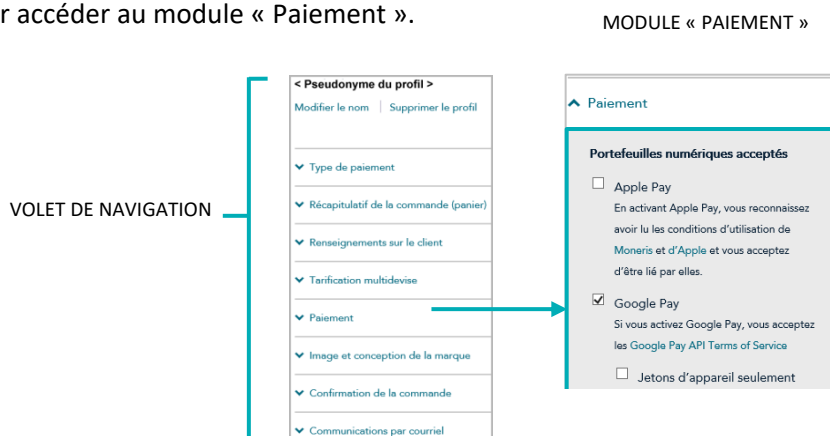 r accéder au module « Paiement ».
MODULE « PAIEMENT »
VOLET DE NAVIGATION
< Pseudonyme du profil >
Modifier le nom | Supprimer le profil
Type de paiement
Récapitulatif de la commande (panier)
Renseignements sur le client
Tarification multidevise
Paiement
Image et conception de la marque
Confirmation de la commande
Communications par courriel
Paiement
Portefeuilles numériques acceptés
Apple Pay
En activant Apple Pay, vous reconnaissez
avoir lu les conditions d'utilisation de
Moneris et d'Apple et vous acceptez
d'être lié par elles.
Google Pay
Si vous activez Google Pay, vous acceptez
les Google Pay API Terms of Service
Jetons d'appareil seulement